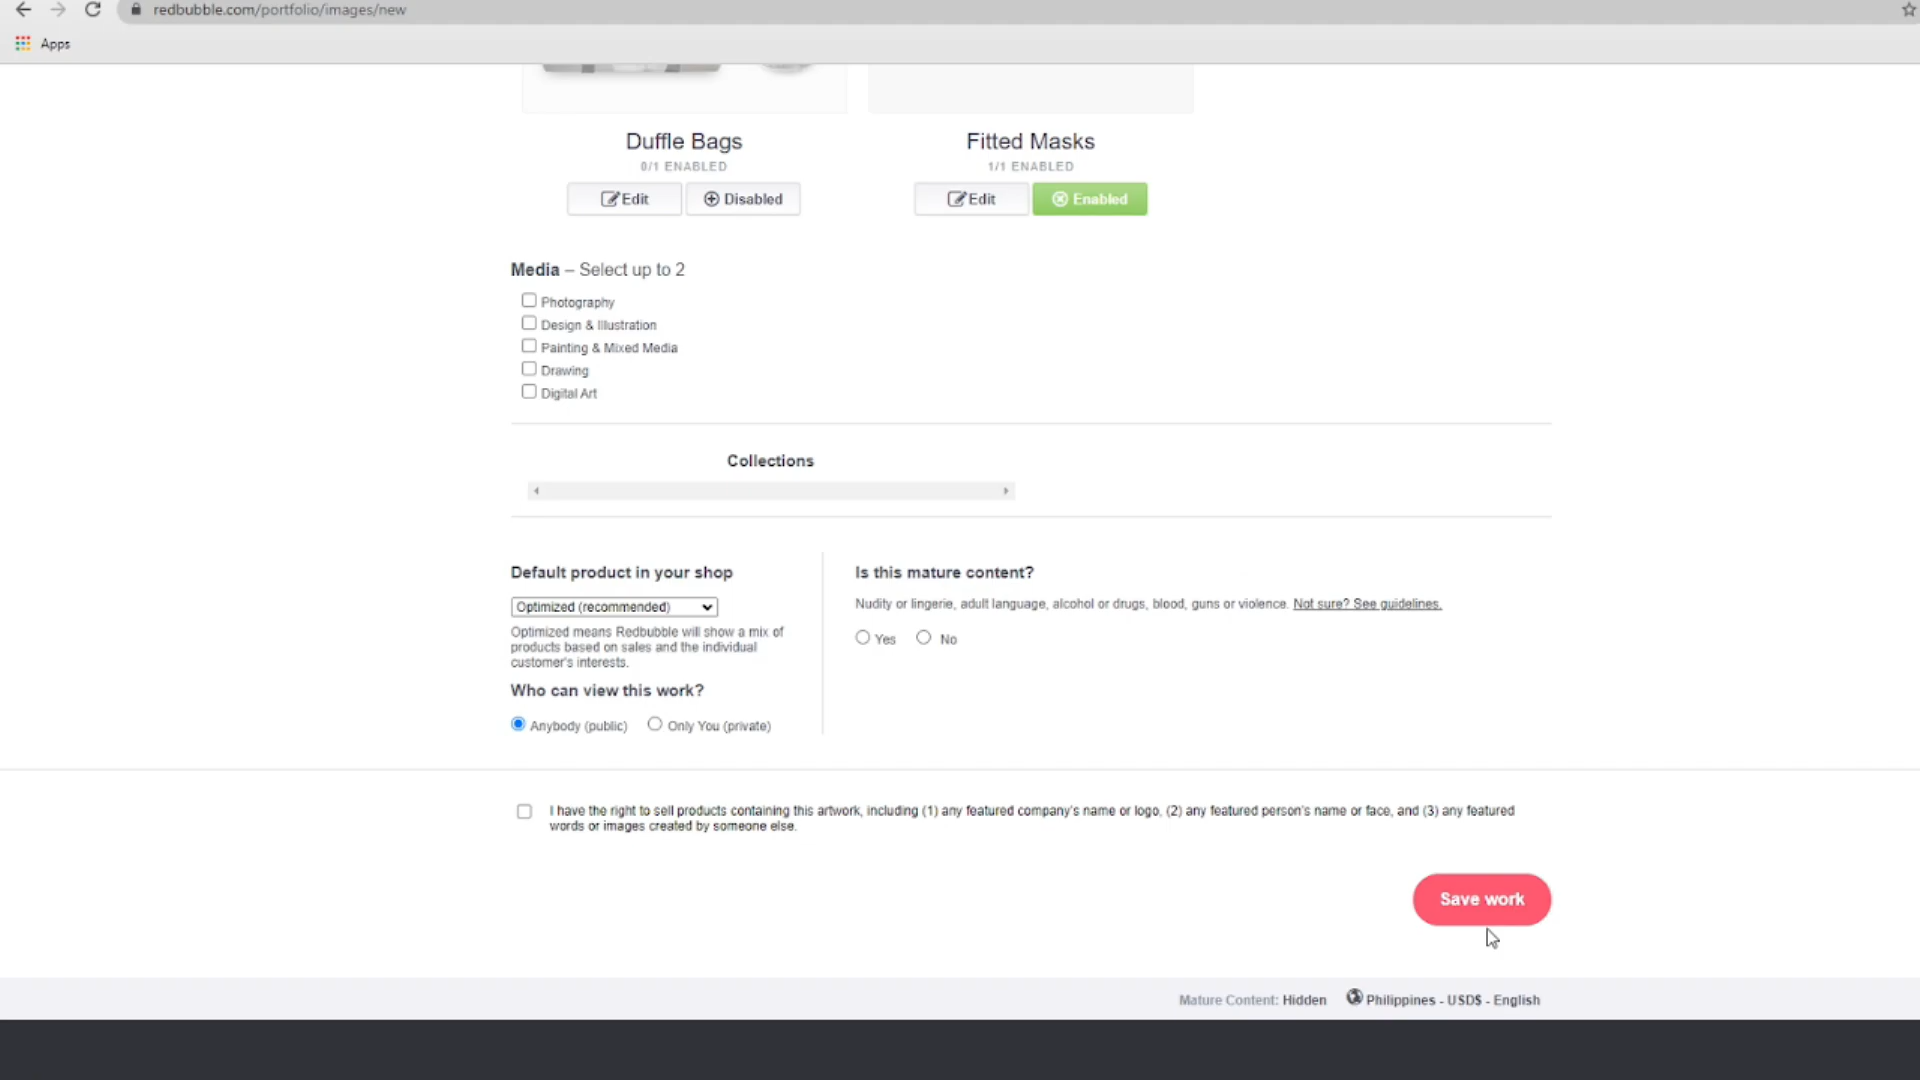 redbubble.com/portfolio/images/new
Apps
Duffle Bags
0/1 ENABLED
Edit
Disabled
Fitted Masks
1/1 ENABLED
Edit
Enabled
Media – Select up to 2
Photography
Design & Illustration
Painting & Mixed Media
Drawing
Digital Art
Collections
Default product in your shop
Optimized (recommended)
Optimized means Redbubble will show a mix of
products based on sales and the individual
customer's interests.
Who can view this work?
Anybody (public)
Only You (private)
Is this mature content?
Nudity or lingerie, adult language, alcohol or drugs, blood, guns or violence. Not sure? See guidelines.
Yes
No
I have the right to sell products containing this artwork, including (1) any featured company's name or logo, (2) any featured person's name or face, and (3) any featured
words or images created by someone else.
Save work
Mature Content: Hidden
Philippines - USD$ - English